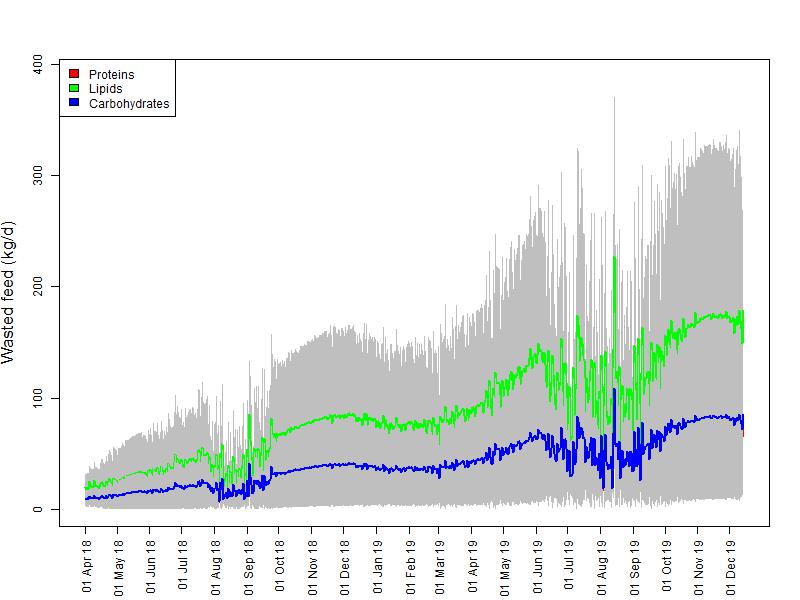 400
300
200
100
0
Wasted feed (kg/d)
Proteins
Lipids
Carbohydrates
01 Apr 18
01 May 18
01 Jun 18
01 Jul 18
01 Aug 18
01 Sep 18
01 Oct 18
01 Nov 18
01 Dec 18
01 Jan 19
01 Feb 19
01 Mar 19
01 Apr 19
01 May 19
01 Jun 19
01 Jul 19
01 Aug 19
01 Sep 19
01 Oct 19
01 Nov 19
01 Dec 19